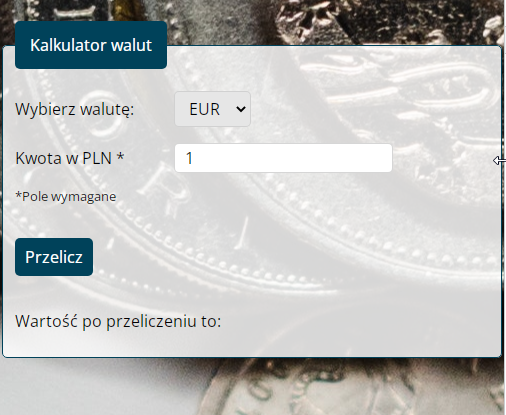 Kalkulator walut
Wybierz walutę: EUR
Kwota w PLN * 1
*Pole wymagane
Przelicz
Wartość po przeliczeniu to: